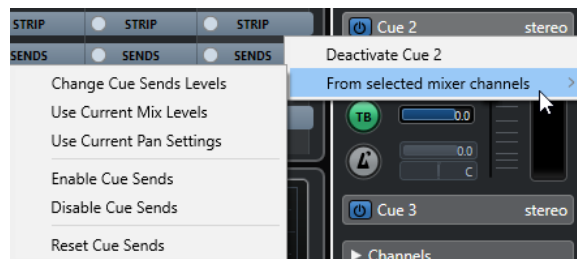 STRIP STRIP STRIP
SENDS SENDS SENDS
Cue 2 stereo
Deactivate Cue 2
From selected mixer channels
Change Cue Sends Levels
Use Current Mix Levels
Use Current Pan Settings
Enable Cue Sends
Disable Cue Sends
Reset Cue Sends
TB 0.0
0.0
C
Cue 3 stereo
Channels